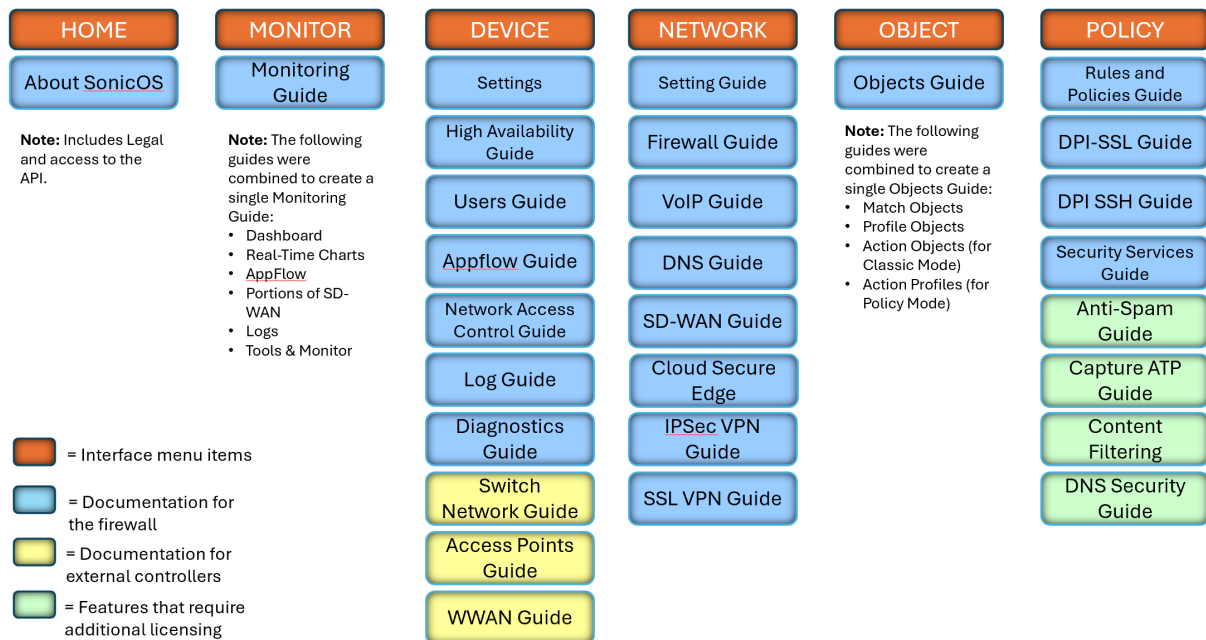 HOME
About SonicOS
Note: Includes Legal
and access to the
API.
MONITOR
Monitoring
Guide
Note: The following
guides were
combined to create a
single Monitoring
Guide:
• Dashboard
• Real-Time Charts
• AppFlow
• Portions of SD-
WAN
• Logs
• Tools & Monitor
DEVICE
Settings
High Availability
Guide
Users Guide
Appflow Guide
Network Access
Control Guide
Log Guide
Diagnostics
Guide
Switch
Network Guide
Access Points
Guide
WWAN Guide
NETWORK
Setting Guide
Firewall Guide
VoIP Guide
DNS Guide
SD-WAN Guide
Cloud Secure
Edge
IPSec VPN
Guide
SSL VPN Guide
OBJECT
Objects Guide
Note: The following
guides were
combined to create a
single Objects Guide:
• Match Objects
• Profile Objects
• Action Objects (for
Classic Mode)
• Action Profiles (for
Policy Mode)
POLICY
Rules and
Policies Guide
DPI-SSL Guide
DPI SSH Guide
Security Services
Guide
Anti-Spam
Guide
Capture ATP
Guide
Content
Filtering
DNS Security
Guide
= Interface menu items
= Documentation for
the firewall
= Documentation for
external controllers
= Features that require
additional licensing